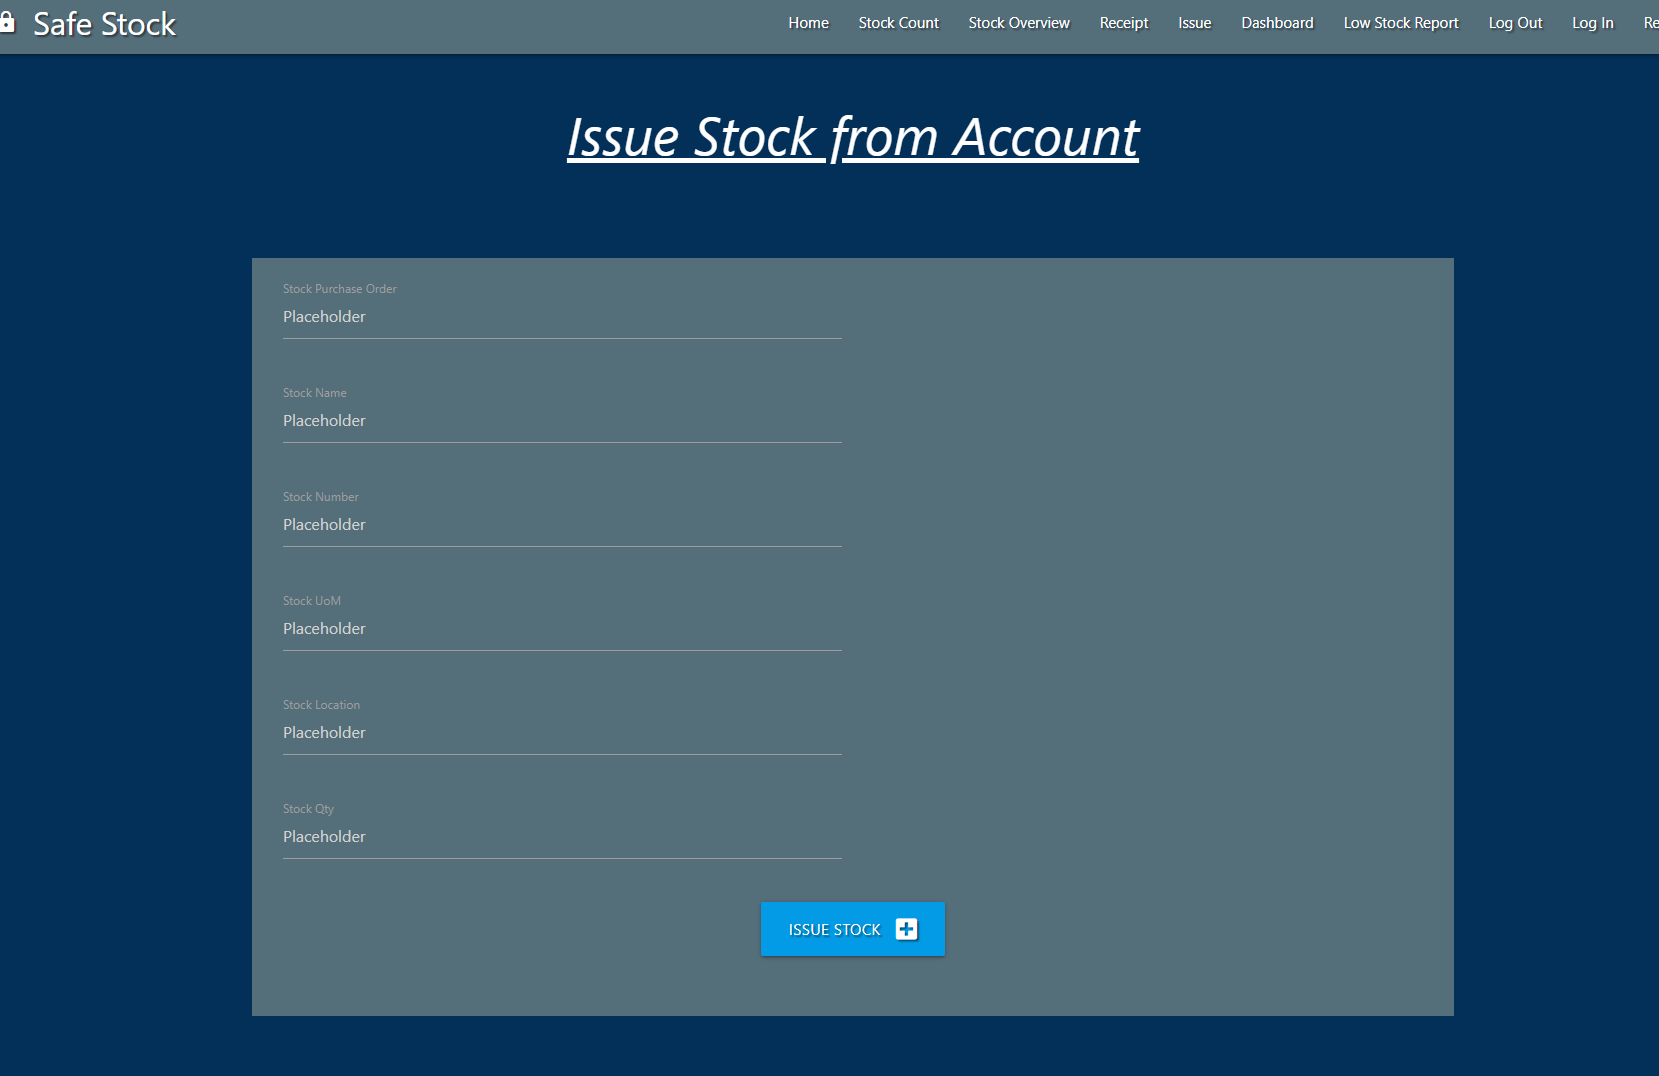 Safe Stock
Home Stock Count Stock Overview Receipt Issue Dashboard Low Stock Report Log Out Log In Re
Issue Stock from Account
Stock Purchase Order
Placeholder
Stock Name
Placeholder
Stock Number
Placeholder
Stock UoM
Placeholder
Stock Location
Placeholder
Stock Qty
Placeholder
ISSUE STOCK